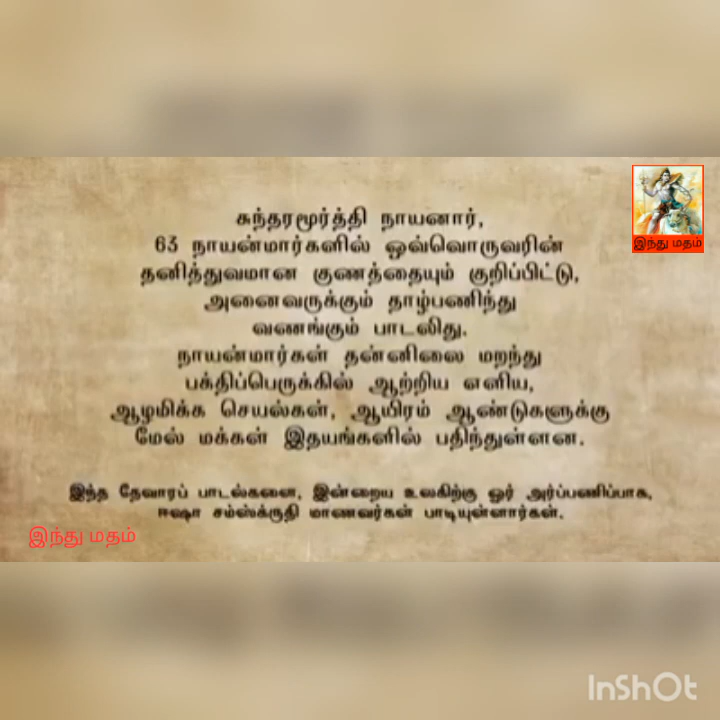 இந்து மதம்
சுந்தரமூர்த்தி நாயனார்,
63 நாயன்மார்களில் ஒவ்வொருவரின்
தனித்துவமான குணத்தையும் குறிப்பிட்டு,
அனைவருக்கும் தாழ்பணிந்து
வணங்கும் பாடலிது.
நாயன்மார்கள் தன்னிலை மறந்து
பக்திப்பெருக்கில் ஆற்றிய எளிய,
ஆழமிக்க செயல்கள், ஆயிரம் ஆண்டுகளுக்கு
மேல் மக்கள் இதயங்களில் பதிந்துள்ளன.
இந்த தேவாரப் பாடல்களை, இன்றைய உலகிற்கு ஓர் அர்ப்பணிப்பாக,
ஈஷா சம்ஸ்க்ருதி மாணவர்கள் பாடியுள்ளார்கள்.
இந்து மதம்
InShOt